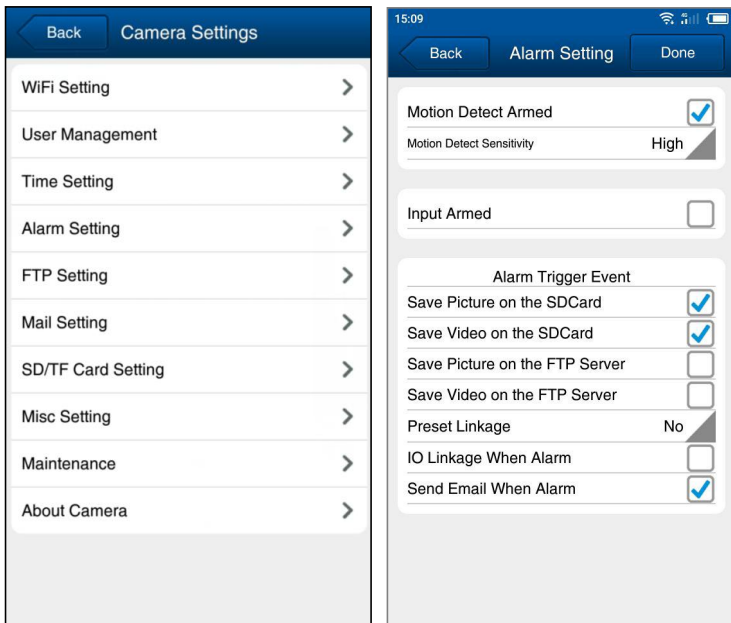 Back Camera Settings
WiFi Setting
User Management
Time Setting
Alarm Setting
FTP Setting
Mail Setting
SD/TF Card Setting
Misc Setting
Maintenance
About Camera
15:09
Back Alarm Setting Done
Motion Detect Armed
Motion Detect Sensitivity High
Input Armed
Alarm Trigger Event
Save Picture on the SDCard
Save Video on the SDCard
Save Picture on the FTP Server
Save Video on the FTP Server
Preset Linkage No
IO Linkage When Alarm
Send Email When Alarm